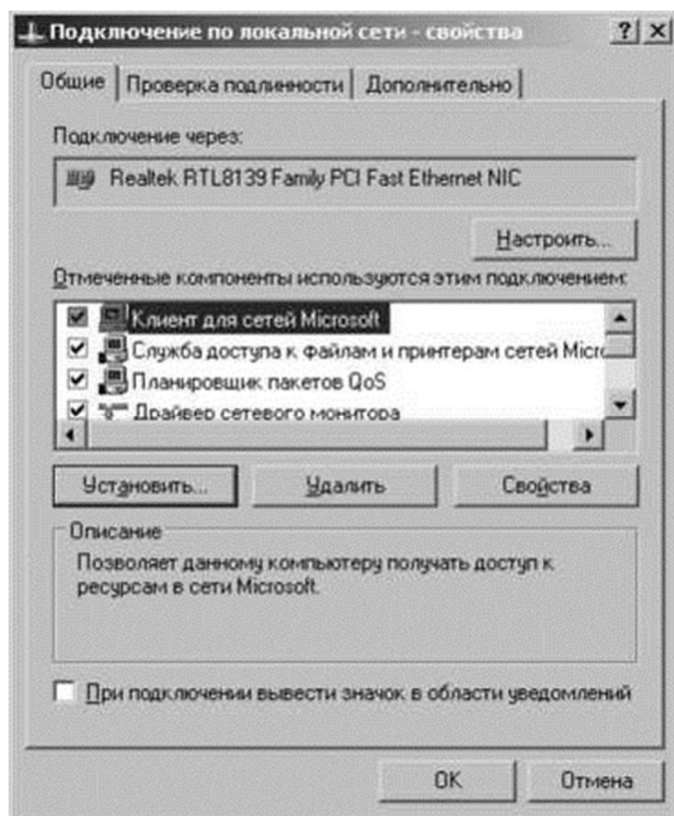 Подключение по локальной сети - свойства
Общие
Проверка подлинности
Дополнительно
Подключение через:
Realtek RTL8139 Family PCI Fast Ethernet NIC
Настроить...
Отмеченные компоненты используются этим подключением:
Клиент для сетей Microsoft
Служба доступа к файлам и принтерам сетей Micro
Планировщик пакетов QoS
Драйвер сетевого монитора
Установить...
Удалить
Свойства
Описание
Позволяет данному компьютеру получать доступ к
ресурсам в сети Microsoft.
При подключении вывести значок в области уведомлений
OK
Отмена